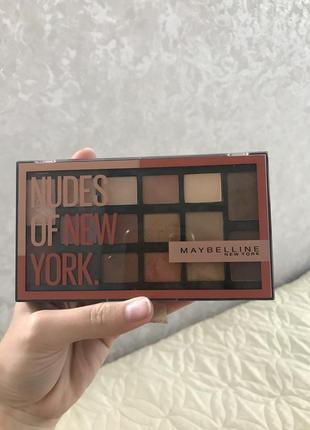 NUDES
OF NEW
YORK.
MAYBELLINE
NEW YORK